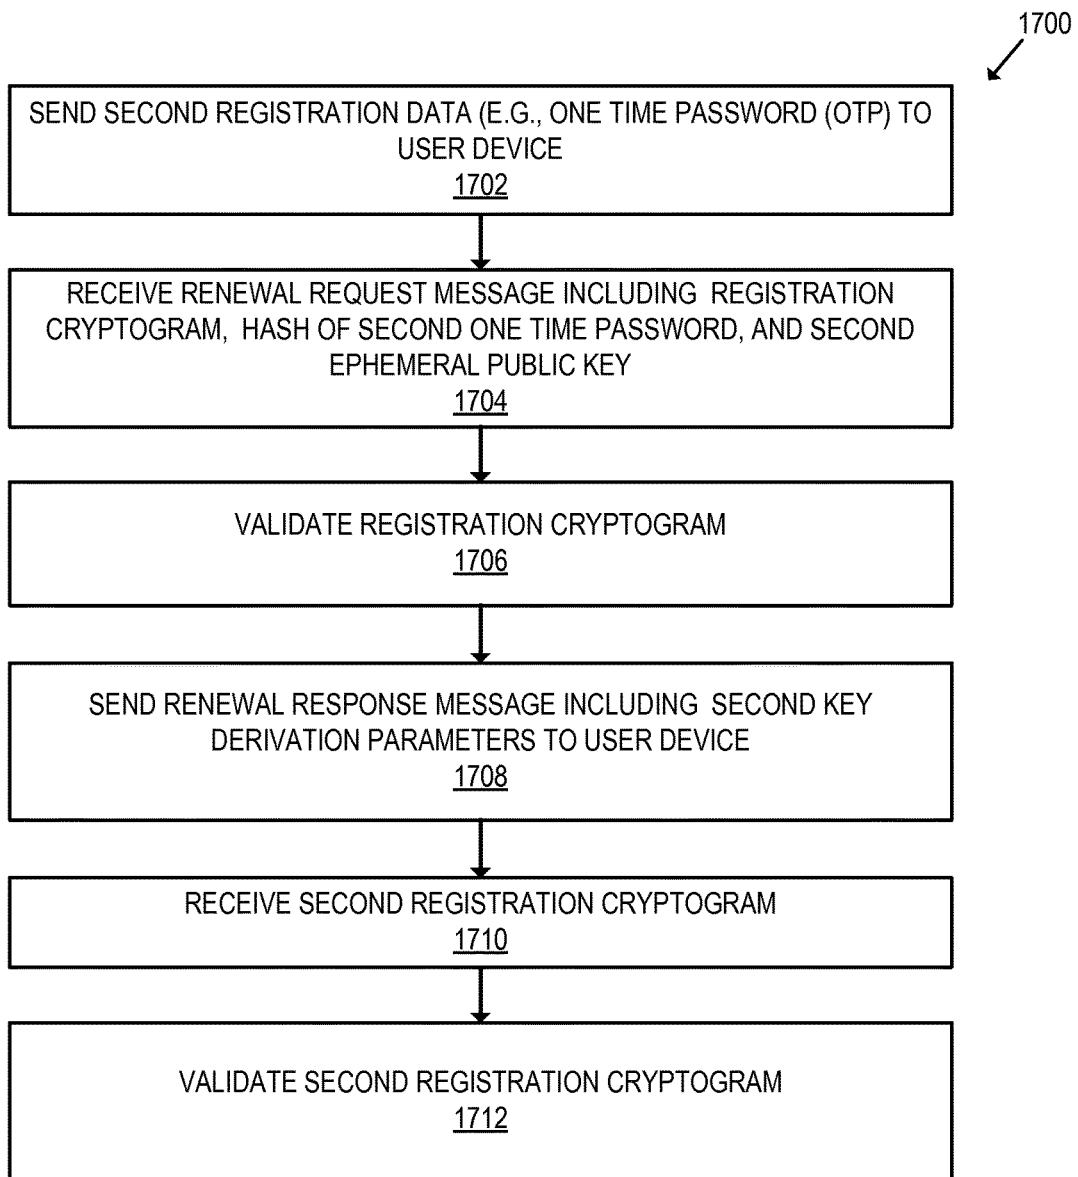 1700
SEND SECOND REGISTRATION DATA (E.G., ONE TIME PASSWORD (OTP) TO
USER DEVICE
1702
RECEIVE RENEWAL REQUEST MESSAGE INCLUDING REGISTRATION
CRYPTOGRAM, HASH OF SECOND ONE TIME PASSWORD, AND SECOND
EPHEMERAL PUBLIC KEY
1704
VALIDATE REGISTRATION CRYPTOGRAM
1706
SEND RENEWAL RESPONSE MESSAGE INCLUDING SECOND KEY
DERIVATION PARAMETERS TO USER DEVICE
1708
RECEIVE SECOND REGISTRATION CRYPTOGRAM
1710
VALIDATE SECOND REGISTRATION CRYPTOGRAM
1712